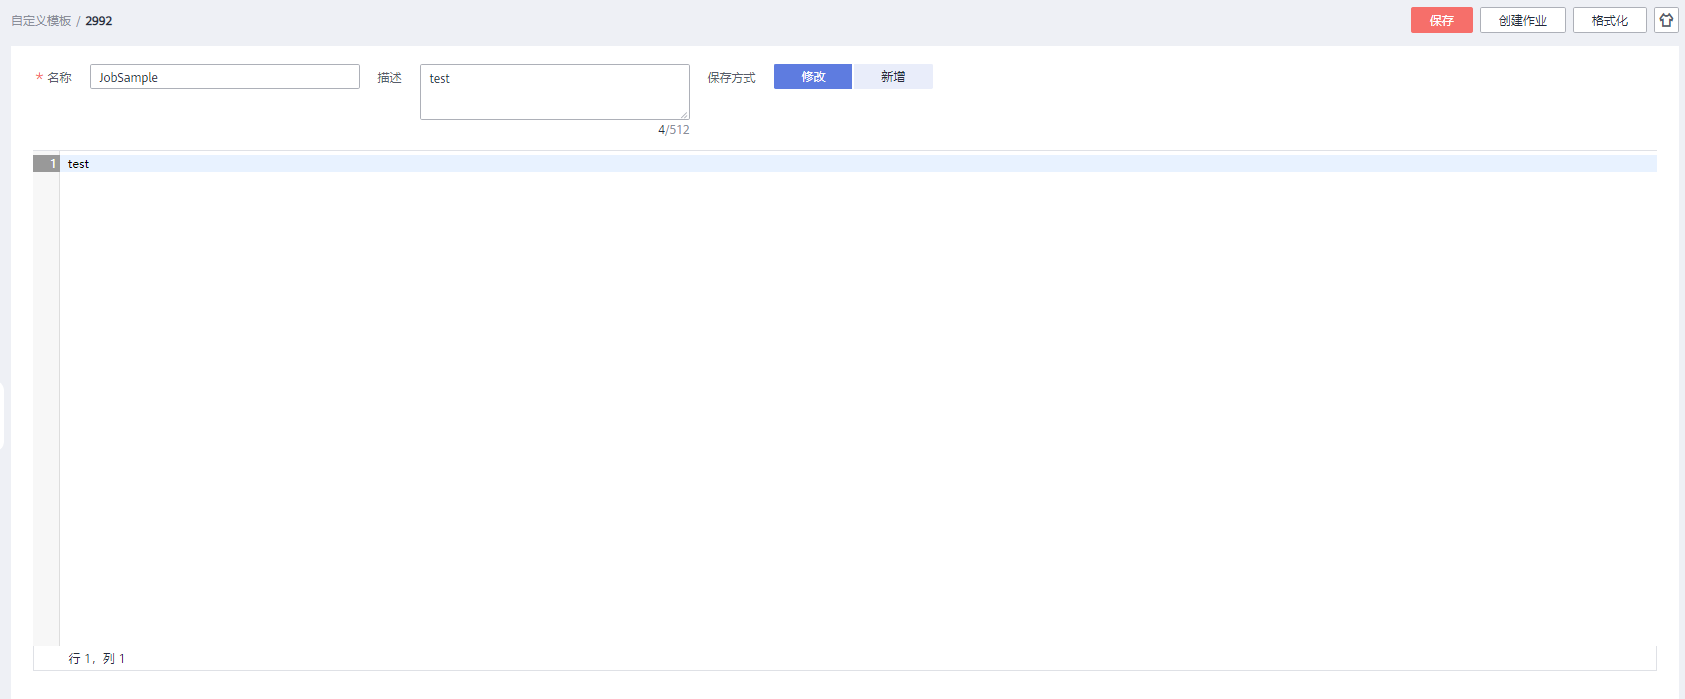 自定义模板 / 2992
保存 创建作业 格式化
* 名称 JobSample 描述 test 保存方式 修改 新增
4/512
1 test
行 1，列 1